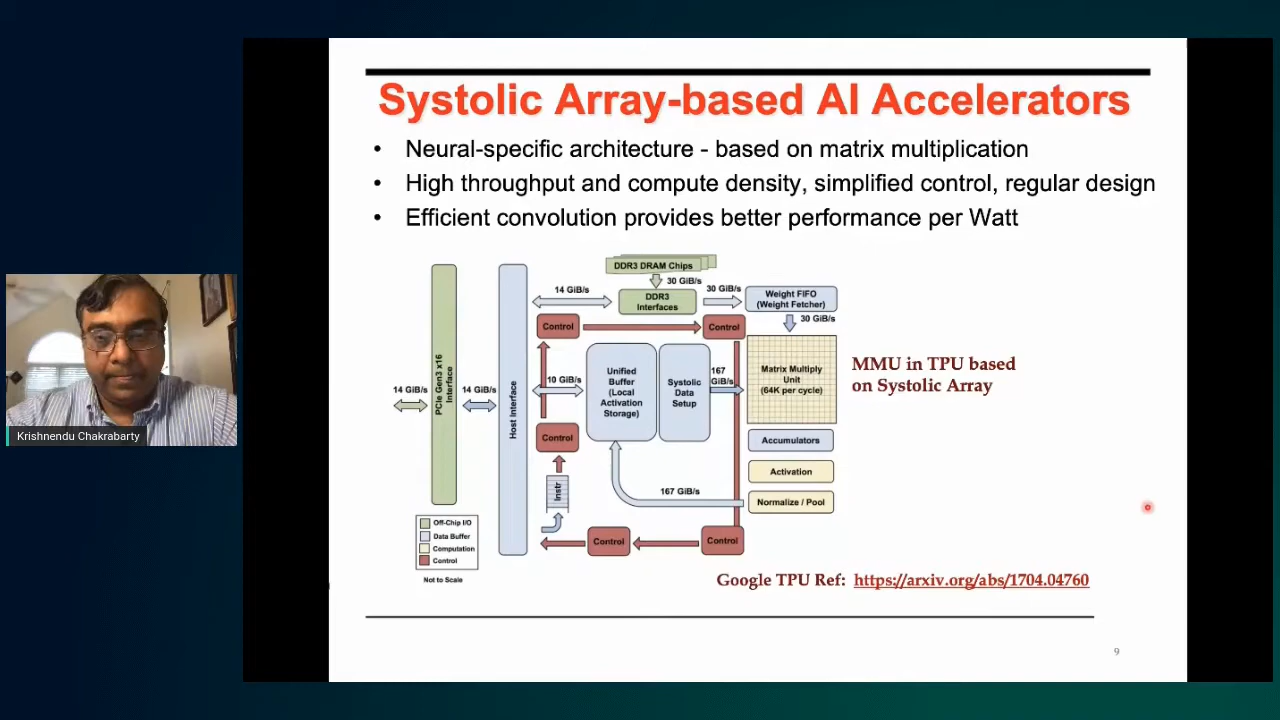 Systolic Array-based AI Accelerators
• Neural-specific architecture - based on matrix multiplication
• High throughput and compute density, simplified control, regular design
• Efficient convolution provides better performance per Watt
DDR3 DRAM Chips
30 GiB/s
14 GiB/s
DDR3
Interfaces
30 GiB/s
Weight FIFO
(Weight Fetcher)
30 GiB/s
Control
Control
PCIe Gen3 x16
Interface
Host Interface
14 GiB/s
14 GiB/s
10 GiB/s
Unified
Buffer
(Local
Activation
Storage)
Systolic
Data
Setup
167
GiB/s
Matrix Multiply
Unit
(64K per cycle)
MMU in TPU based
on Systolic Array
Control
Accumulators
Activation
Instr
167 GiB/s
Normalize / Pool
Control
Control
Off-Chip I/O
Data Buffer
Computation
Control
Not to Scale
Google TPU Ref: https://arxiv.org/abs/1704.04760
9
Krishnendu Chakrabarty